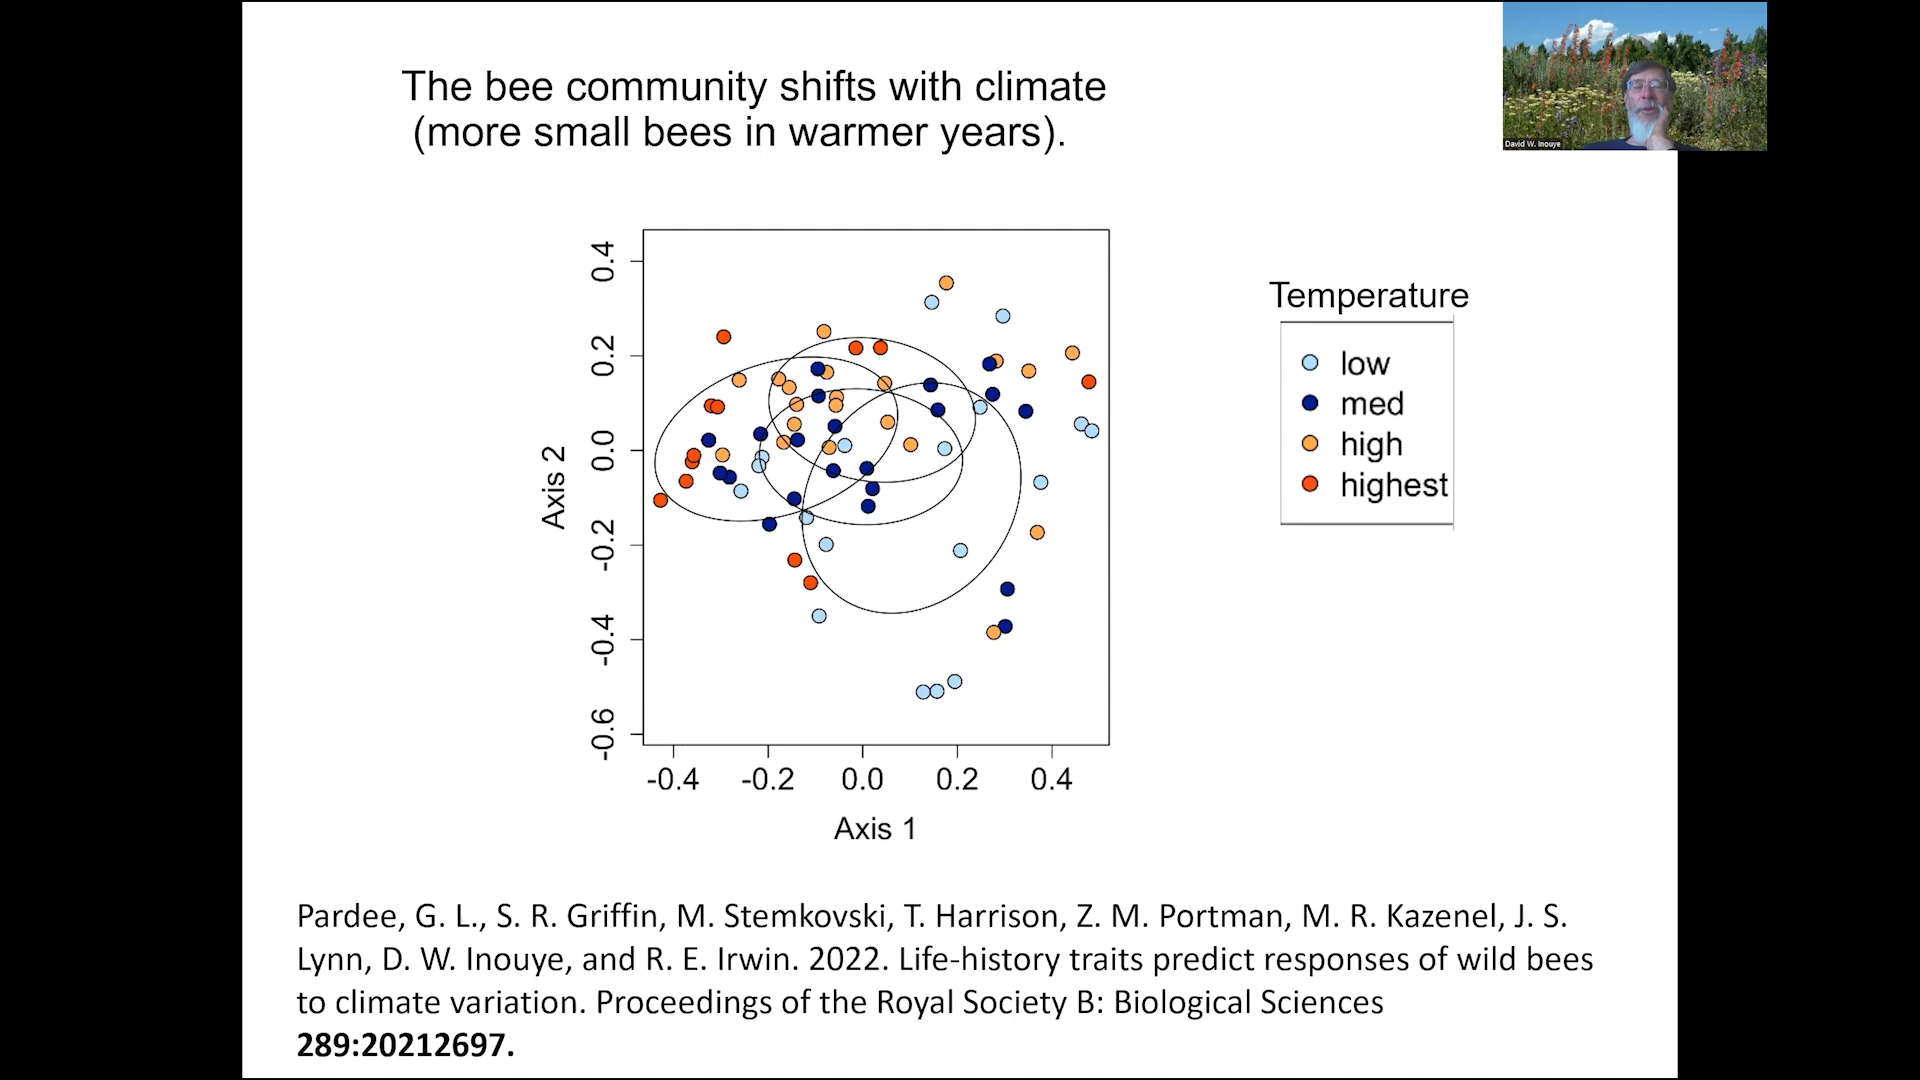 The bee community shifts with climate
(more small bees in warmer years).
David W. Inouye
Temperature
low
med
high
highest
Axis 2
0.4
0.2
0.0
-0.2
-0.4
-0.6
-0.4 -0.2 0.0 0.2 0.4
Axis 1
Pardee, G. L., S. R. Griffin, M. Stemkovski, T. Harrison, Z. M. Portman, M. R. Kazenel, J. S.
Lynn, D. W. Inouye, and R. E. Irwin. 2022. Life-history traits predict responses of wild bees
to climate variation. Proceedings of the Royal Society B: Biological Sciences
289:20212697.